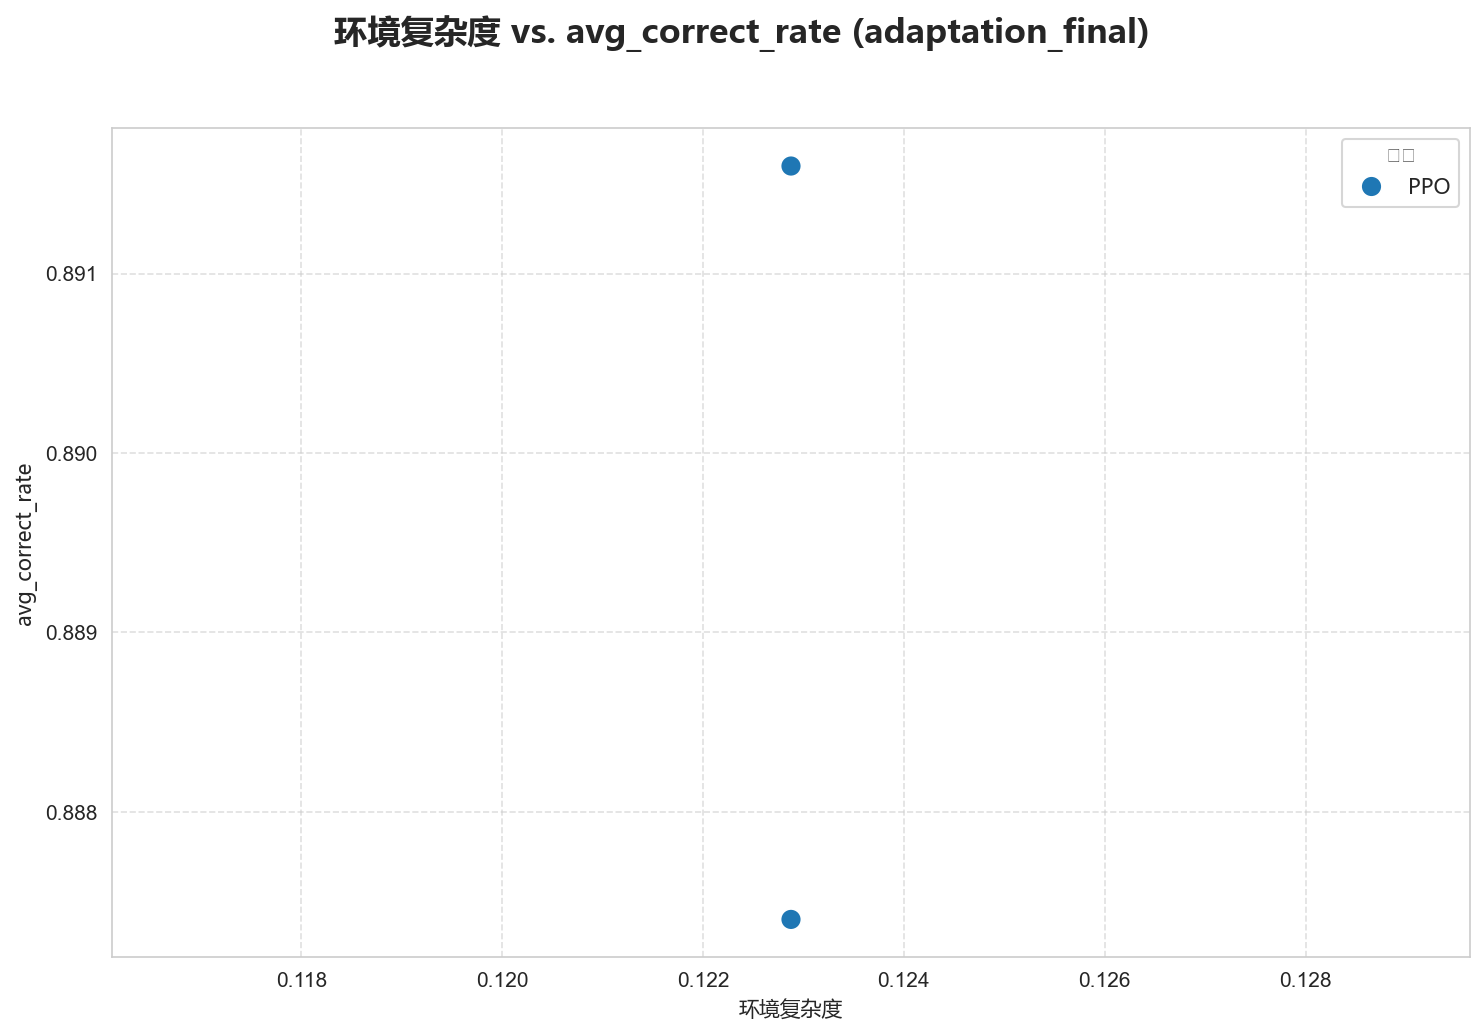 环境复杂度 vs. avg_correct_rate (adaptation_final)
PPO
0.891
0.890
0.889
0.888
avg_correct_rate
0.118
0.120
0.122
0.124
0.126
0.128
环境复杂度